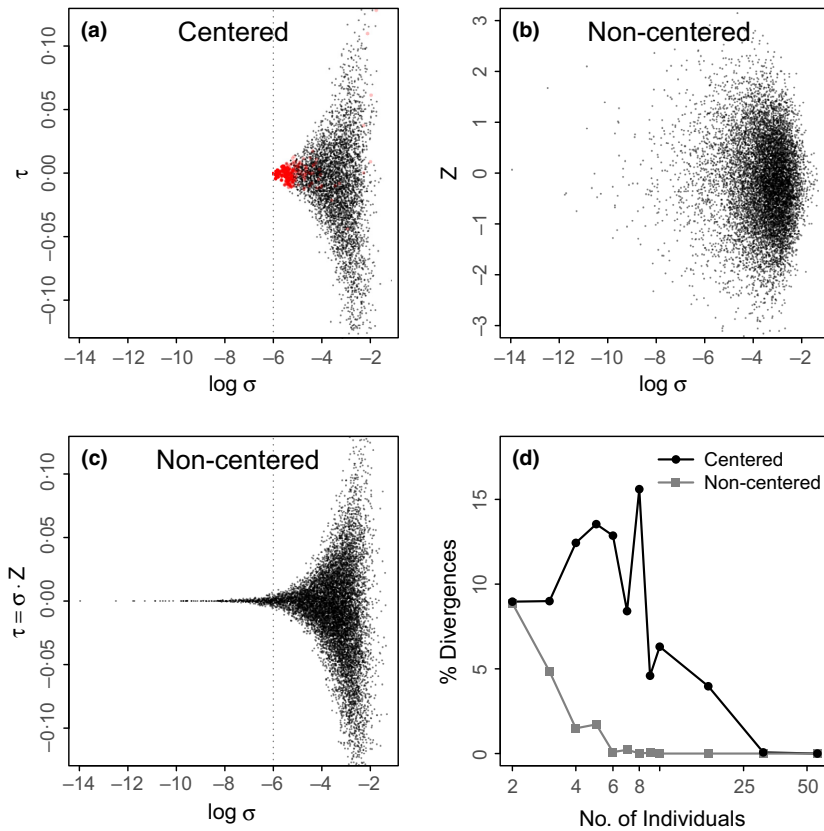 (a) Centered
τ
0·10
0·05
0·00
−0·05
−0·10
−14 −12 −10 −8 −6 −4 −2
log σ
(b) Non-centered
Z
3
2
1
0
−1
−2
−3
−14 −12 −10 −8 −6 −4 −2
log σ
(c) Non-centered
τ = σ · Z
0·10
0·05
0·00
−0·05
−0·10
−14 −12 −10 −8 −6 −4 −2
log σ
(d)
Centered
Non-centered
% Divergences
15
10
5
0
2 4 6 8 25 50
No. of Individuals